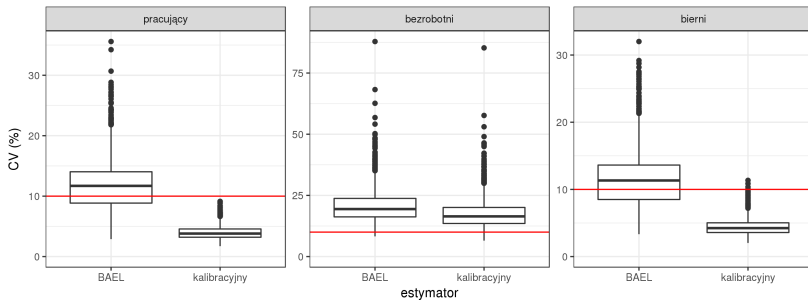 pracujący
bezrobotni
bierni
CV (%)
30
20
10
0
75
50
25
0
30
20
10
0
BAEL
kalibracyjny
BAEL
kalibracyjny
BAEL
kalibracyjny
estymator